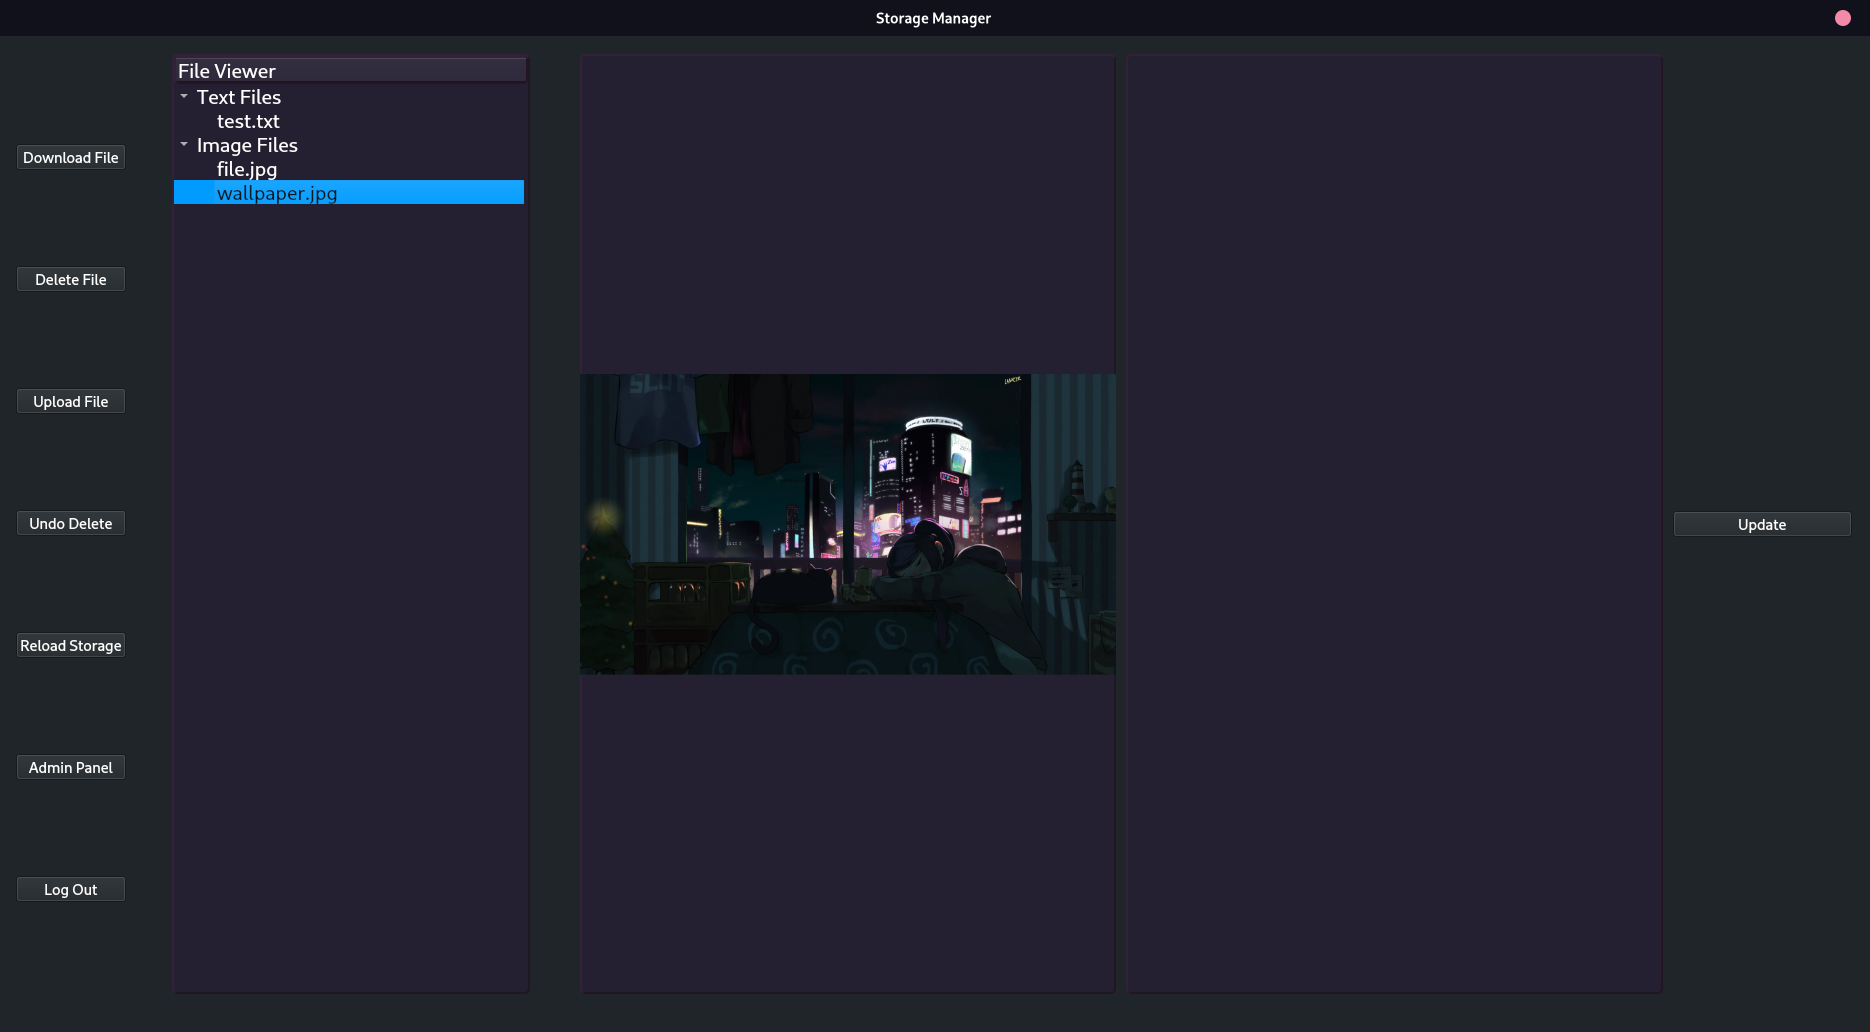 Storage Manager
File Viewer
Text Files
test.txt
Image Files
file.jpg
wallpaper.jpg
Download File
Delete File
Upload File
Undo Delete
Reload Storage
Admin Panel
Log Out
Update